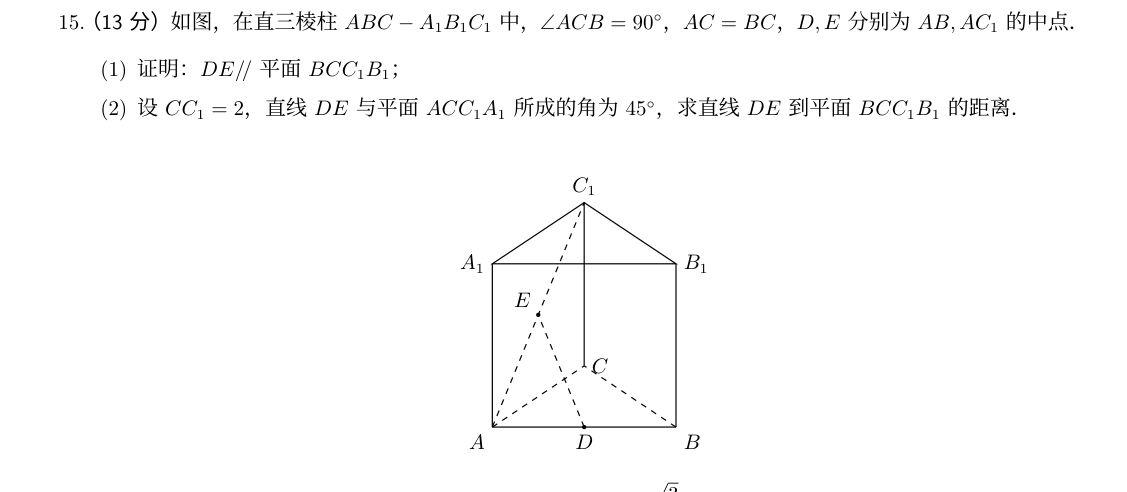 15.（13 分）如图，在直三棱柱 ABC − A₁B₁C₁ 中，∠ACB = 90°，AC = BC，D, E 分别为 AB, AC₁ 的中点.
(1) 证明：DE∥ 平面 BCC₁B₁；
(2) 设 CC₁ = 2，直线 DE 与平面 ACC₁A₁ 所成的角为 45°，求直线 DE 到平面 BCC₁B₁ 的距离.
C₁
A₁
B₁
E
C
A
D
B